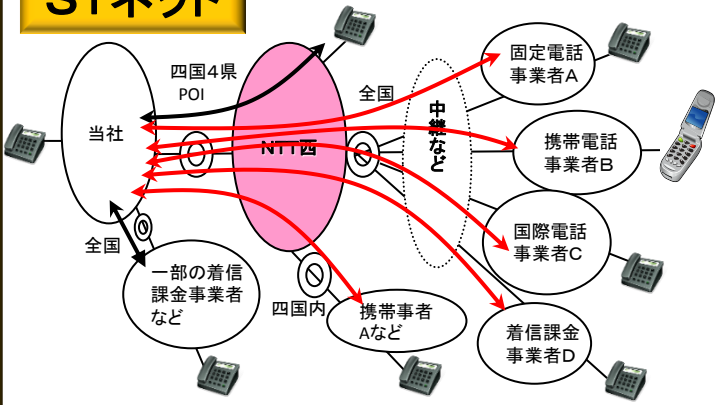 STネット
四国4県
POI
全国
固定電話
事業者A
中継など
当社
NTT西
携帯電話
事業者B
国際電話
事業者C
全国
一部の着信
課金事業者
など
四国内
携帯事者
Aなど
着信課金
事業者D